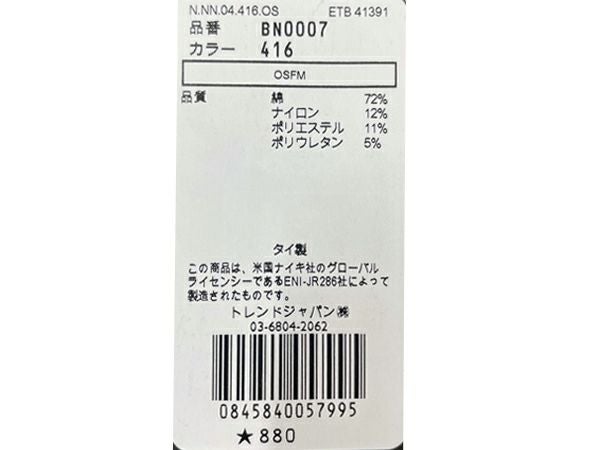 N.NN.04.416.OS ETB 41391
品番 BN0007
カラー 416
OSFM
品質 綿 72%
ナイロン 12%
ポリエステル 11%
ポリウレタン 5%
タイ製
この商品は、米国ナイキ社のグローバル
ライセンシーであるENI-JR286社によって
製造されたものです。
トレンドジャパン㈱
03-6804-2062
0845840057995
★880